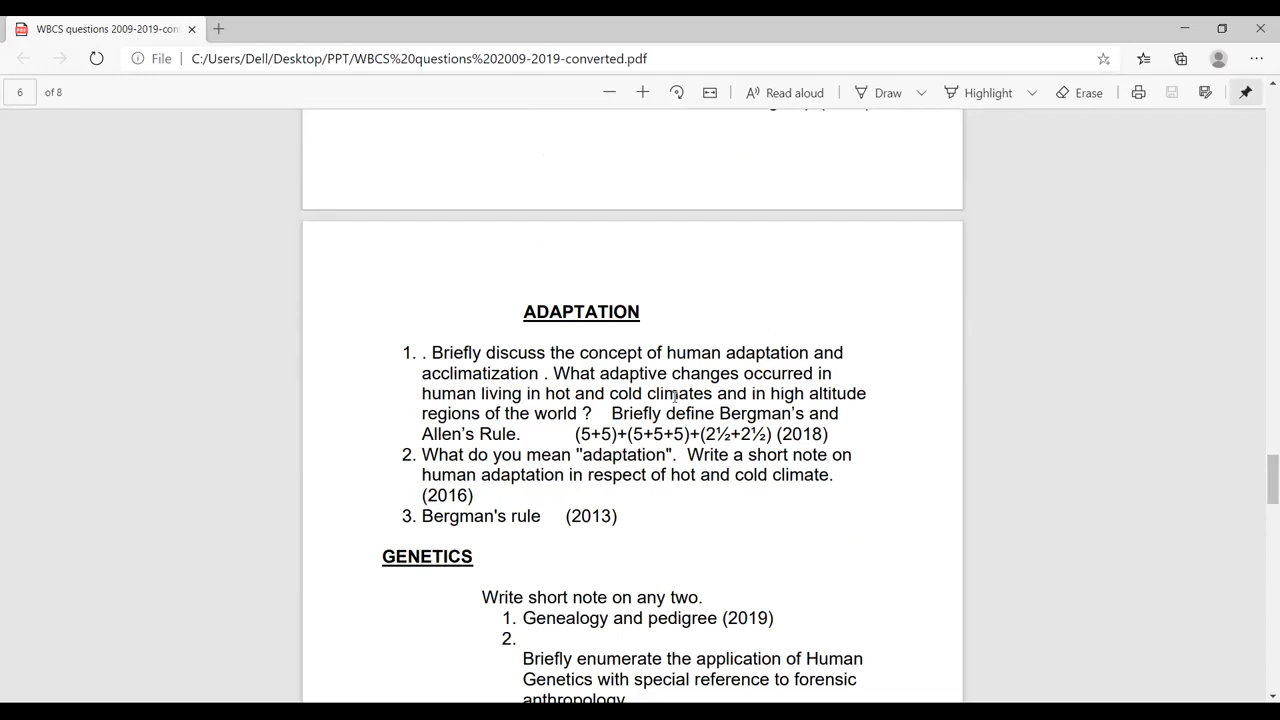 WBCS questions 2009-2019-con
File
C:/Users/Dell/Desktop/PPT/WBCS%20questions%202009-2019-converted.pdf
6 of 8
Read aloud
Draw
Highlight
Erase
ADAPTATION
1. . Briefly discuss the concept of human adaptation and
acclimatization . What adaptive changes occurred in
human living in hot and cold climates and in high altitude
regions of the world ? Briefly define Bergman's and
Allen's Rule. (5+5)+(5+5+5)+(2½+2½) (2018)
2. What do you mean "adaptation". Write a short note on
human adaptation in respect of hot and cold climate.
(2016)
3. Bergman's rule (2013)
GENETICS
Write short note on any two.
1. Genealogy and pedigree (2019)
2.
Briefly enumerate the application of Human
Genetics with special reference to forensic
anthropology